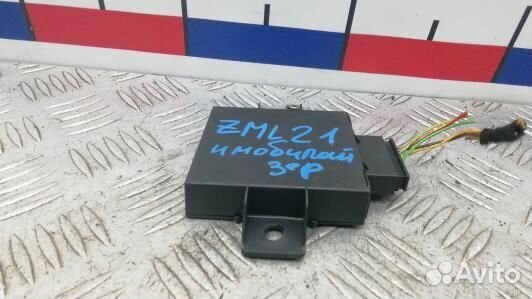 ZML21
имобилай
зер
Avito